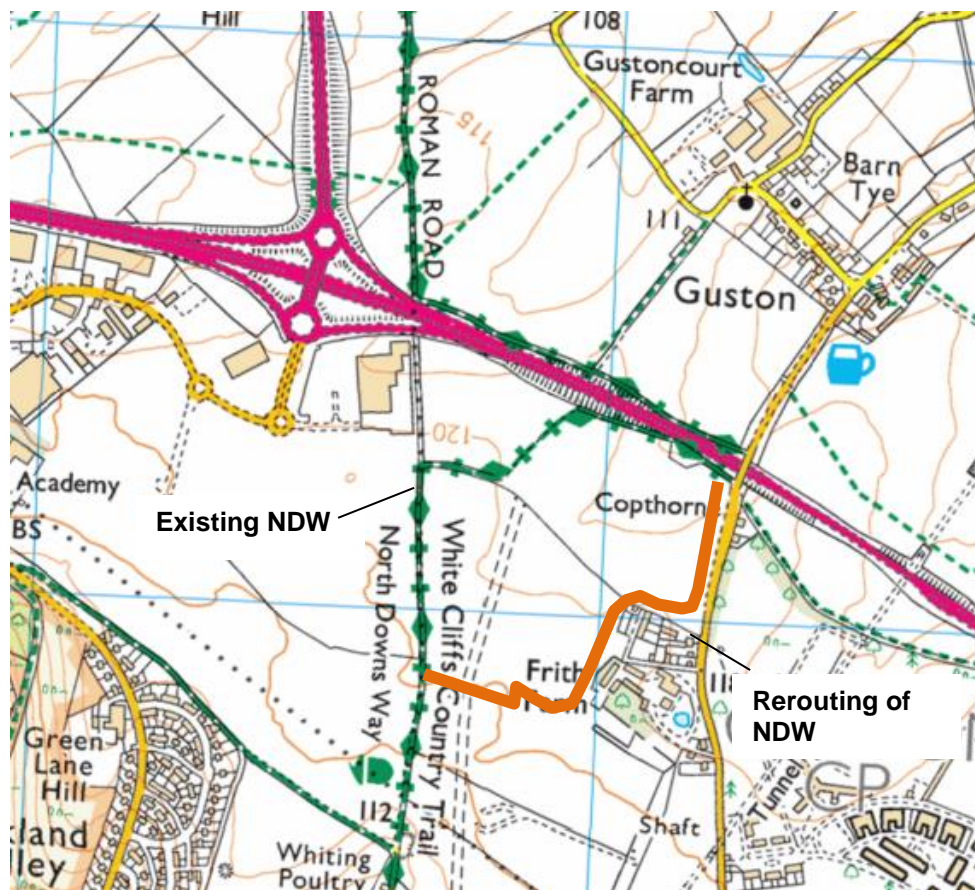 Hill
108
Gustoncourt
Farm
ROMAN ROAD
115
Barn
Tye
111
Guston
120
Academy
BS
Existing NDW
Copthorn
White Cliffs Country Trail
North Downs Way
Frith
Farm
Rerouting of
NDW
Green
Lane
Hill
112
CP
Tunnel
Shaft
land
lley
Whiting
Poultry